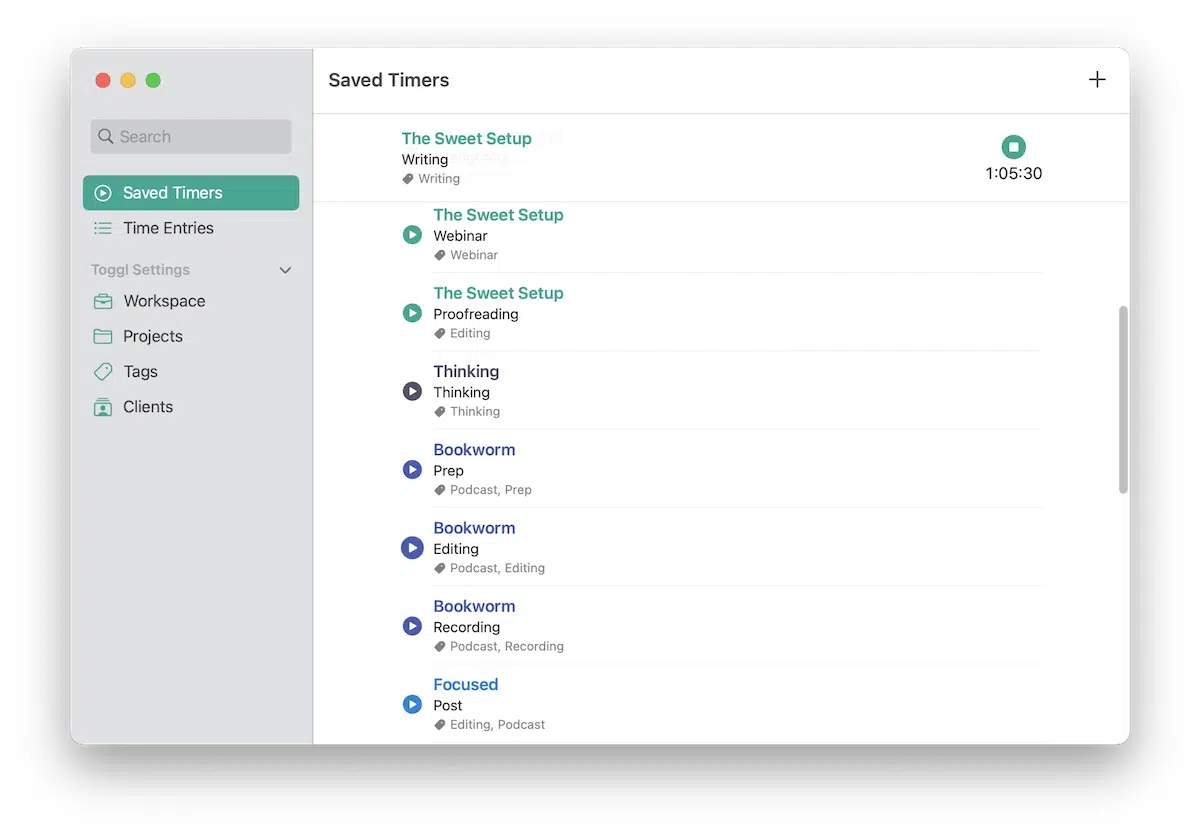 Search
Saved Timers
Time Entries
Toggl Settings
Workspace
Projects
Tags
Clients
Saved Timers
The Sweet Setup
Writing
Writing
1:05:30
The Sweet Setup
Webinar
Webinar
The Sweet Setup
Proofreading
Editing
Thinking
Thinking
Thinking
Bookworm
Prep
Podcast, Prep
Bookworm
Editing
Podcast, Editing
Bookworm
Recording
Podcast, Recording
Focused
Post
Editing, Podcast